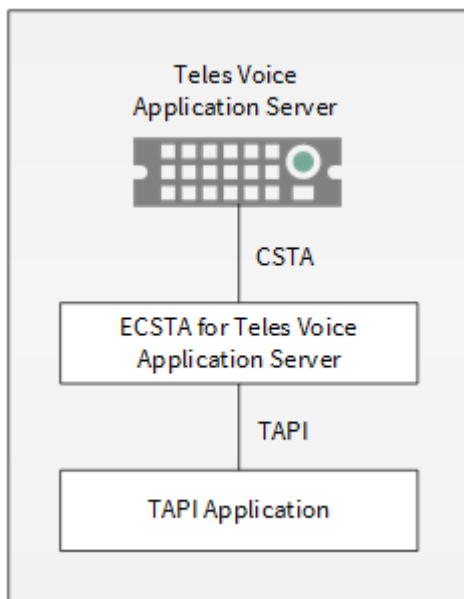 Teles Voice
Application Server
CSTA
ECSTA for Teles Voice
Application Server
TAPI
TAPI Application